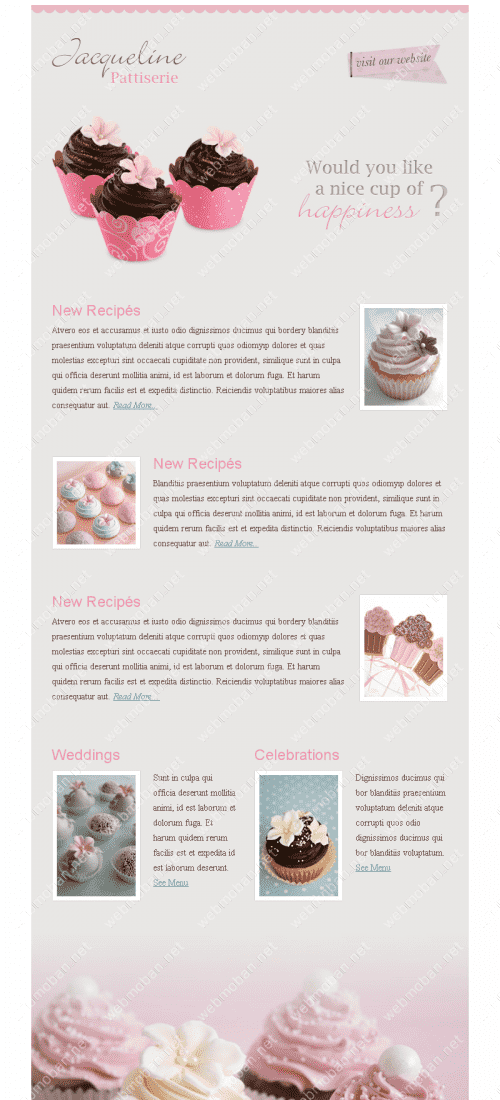 Jacqueline
Pattiserie
visit our website
Would you like
a nice cup of
happiness ?
New Recipés
Atvero eos et accusamus et iusto odio dignissimos ducimus qui bordery blanditiis
praesentium voluptatum deleniti atque corrupti quos odiomyip dolores et quas
molestias excepturi sint occaecati cupiditate non provident, similique sunt in culpa
qui officia deserunt mollitia animi, id est laborum et dolorum fuga. Et harum
quidem rerum facilis est et expedita distinctio. Reiciendis voluptatibus maiores alias
consequatur aut. Read More...
New Recipés
Blanditiis praesentium voluptatum deleniti atque corrupti quos odiomyip dolores et
quas molestias excepturi sint occaecati cupiditate non provident, similique sunt in
culpa qui officia deserunt mollitia animi, id est laborum et dolorum fuga. Et harum
quidem rerum facilis est et expedita distinctio. Reiciendis voluptatibus maiores alias
consequatur aut. Read More...
New Recipés
Atvero eos et accusamus et iusto odio dignissimos ducimus qui bordery blanditiis
praesentium voluptatum deleniti atque corrupti quos odiomyip dolores et quas
molestias excepturi sint occaecati cupiditate non provident, similique sunt in culpa
qui officia deserunt mollitia animi, id est laborum et dolorum fuga. Et harum
quidem rerum facilis est et expedita distinctio. Reiciendis voluptatibus maiores alias
consequatur aut. Read More...
Weddings
Sunt in culpa qui
officia deserunt mollitia
animi, id est laborum et
dolorum fuga. Et
harum quidem rerum
facilis est et expedita id
est laborum deserunt.
See Menu
Celebrations
Dignissimos ducimus qui
bor blanditiis praesentium
voluptatum deleniti atque
corrupti quos odio
dignissimos ducimus qui
bor blanditiis voluptatum.
See Menu
webmoban.net